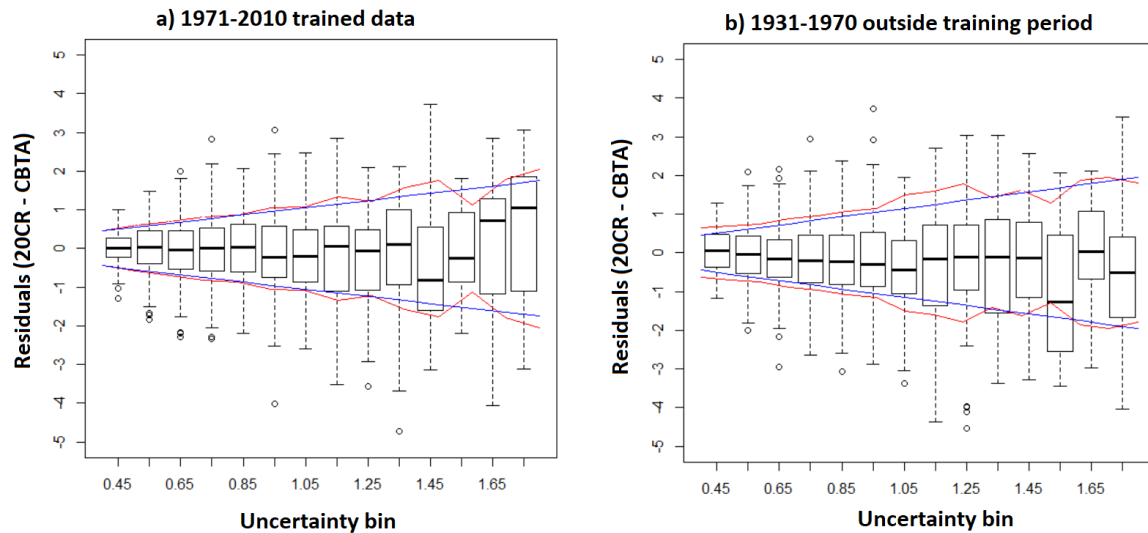 a) 1971-2010 trained data
b) 1931-1970 outside training period
Residuals (20CR - CBTA)
5
4
3
2
1
0
-1
-2
-3
-4
-5
0.45 0.65 0.85 1.05 1.25 1.45 1.65
Uncertainty bin
Residuals (20CR - CBTA)
5
4
3
2
1
0
-1
-2
-3
-4
-5
0.45 0.65 0.85 1.05 1.25 1.45 1.65
Uncertainty bin